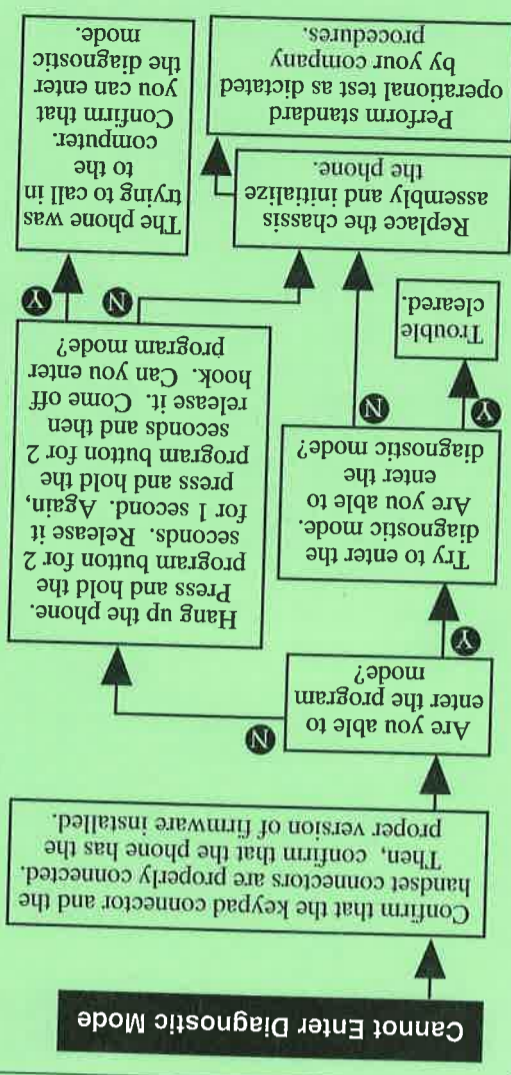 Cannot Enter Diagnostic Mode
Confirm that the keypad connector and the
handset connectors are properly connected.
Then, confirm that the phone has the
proper version of firmware installed.
Are you able to
enter the program
mode?
N
Y
Hang up the phone.
Press and hold the
program button for 2
seconds. Release it
for 1 second. Again,
press and hold the
program button for 2
seconds and then
release it. Come off
hook. Can you enter
program mode?
Try to enter the
diagnostic mode.
Are you able to
enter the
diagnostic mode?
Y
N
N
Y
Trouble
cleared.
Replace the chassis
assembly and initialize
the phone.
The phone was
trying to call in
to the
computer.
Confirm that
you can enter
the diagnostic
mode.
Perform standard
operational test as dictated
by your company
procedures.